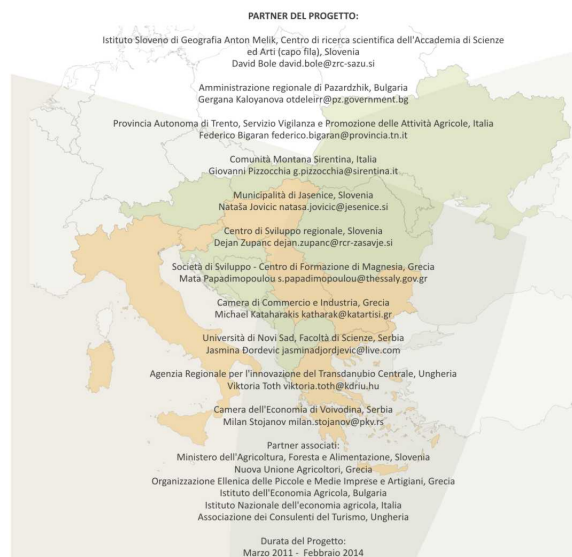 PARTNER DEL PROGETTO:
Istituto Sloveno di Geografia Anton Melik, Centro di ricerca scientifica dell'Accademia di Scienze
ed Arti (capo fila), Slovenia
David Bole david.bole@zrc-sazu.si
Amministrazione regionale di Pazardzhik, Bulgaria
Gergana Kaloyanova otdeleirr@pz.government.bg
Provincia Autonoma di Trento, Servizio Vigilanza e Promozione delle Attività Agricole, Italia
Federico Bigaran federico.bigaran@provincia.tn.it
Comunità Montana Sirentina, Italia
Giovanni Pizzocchia g.pizzocchia@sirentina.it
Municipalità di Jasenice, Slovenia
Nataša Jovicic natasa.jovicic@jesenice.si
Centro di Sviluppo regionale, Slovenia
Dejan Zupanc dejan.zupanc@rcr-zasavje.si
Società di Sviluppo - Centro di Formazione di Magnesia, Grecia
Mata Papadimopoulou s.papadimopoulou@thessaly.gov.gr
Camera di Commercio e Industria, Grecia
Michael Kataharakis katharak@katartisi.gr
Università di Novi Sad, Facoltà di Scienze, Serbia
Jasmina Đordevic jasminadjordjevic@live.com
Agenzia Regionale per l'innovazione del Transdanubio Centrale, Ungheria
Viktoria Toth viktoria.toth@kdriu.hu
Camera dell'Economia di Voivodina, Serbia
Milan Stojanov milan.stojanov@pkv.rs
Partner associati:
Ministero dell'Agricoltura, Foresta e Alimentazione, Slovenia
Nuova Unione Agricoltori, Grecia
Organizzazione Ellenica delle Piccole e Medie Imprese e Artigiani, Grecia
Istituto dell'Economia Agricola, Bulgaria
Istituto Nazionale dell'economia agricola, Italia
Associazione dei Consulenti del Turismo, Ungheria
Durata del Progetto:
Marzo 2011 - Febbraio 2014